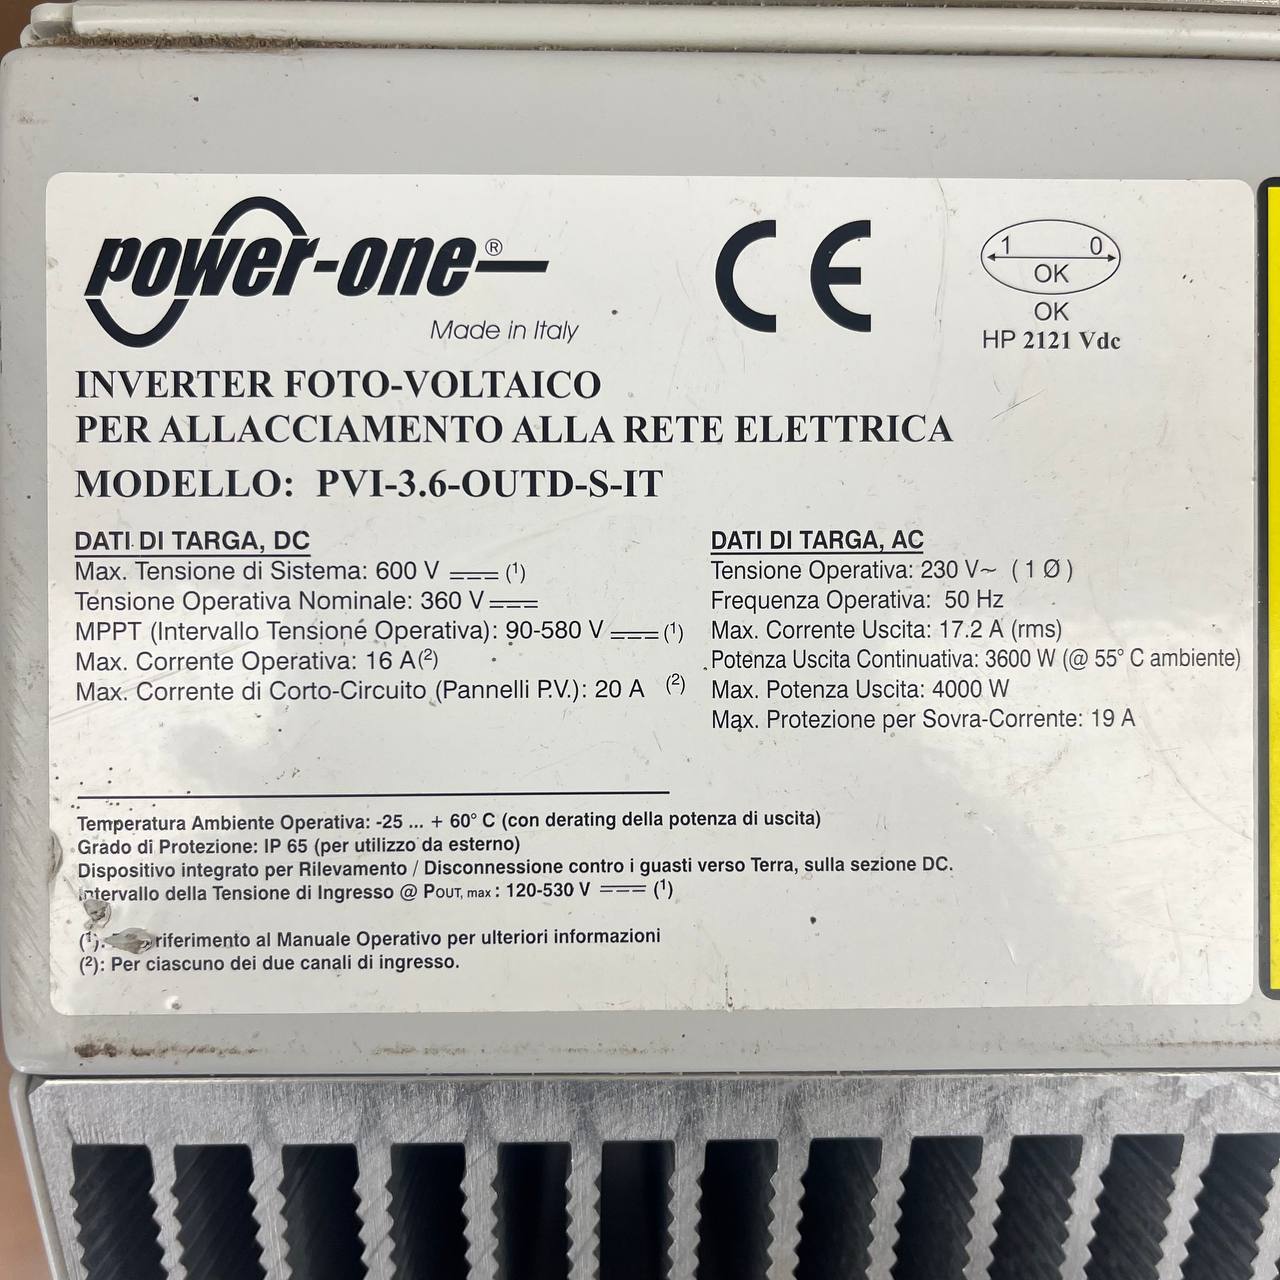 power-one®
Made in Italy
CE
1 0
OK
OK
HP 2121 Vdc
INVERTER FOTO-VOLTAICO
PER ALLACCIAMENTO ALLA RETE ELETTRICA
MODELLO: PVI-3.6-OUTD-S-IT
DATI DI TARGA, DC
Max. Tensione di Sistema: 600 V ⎓ (1)
Tensione Operativa Nominale: 360 V ⎓
MPPT (Intervallo Tensione Operativa): 90-580 V ⎓ (1)
Max. Corrente Operativa: 16 A(2)
Max. Corrente di Corto-Circuito (Pannelli P.V.): 20 A (2)
DATI DI TARGA, AC
Tensione Operativa: 230 V~ ( 1 Ø )
Frequenza Operativa: 50 Hz
Max. Corrente Uscita: 17.2 A (rms)
Potenza Uscita Continuativa: 3600 W (@ 55° C ambiente)
Max. Potenza Uscita: 4000 W
Max. Protezione per Sovra-Corrente: 19 A
Temperatura Ambiente Operativa: -25 ... + 60° C (con derating della potenza di uscita)
Grado di Protezione: IP 65 (per utilizzo da esterno)
Dispositivo integrato per Rilevamento / Disconnessione contro i guasti verso Terra, sulla sezione DC.
Intervallo della Tensione di Ingresso @ POUT, max : 120-530 V ⎓ (1)
(1): riferimento al Manuale Operativo per ulteriori informazioni
(2): Per ciascuno dei due canali di ingresso.